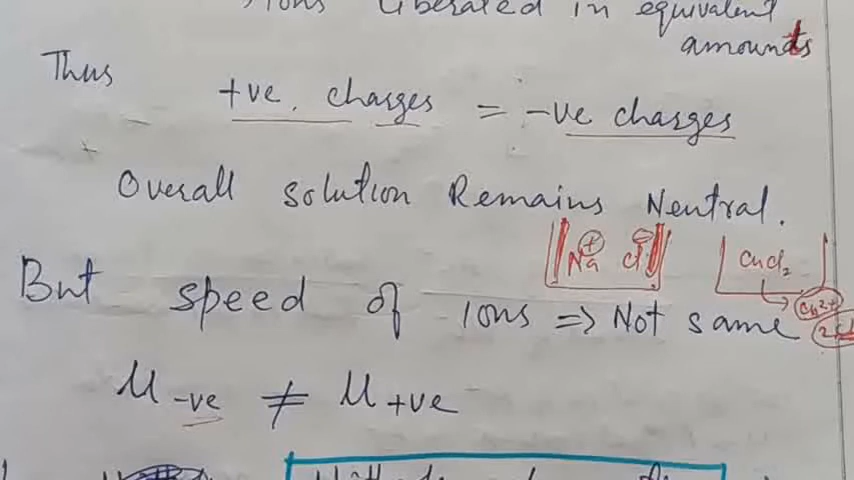 Ions liberated in equivalent
amounts
Thus
+ve charges = -ve charges
Overall solution Remains Neutral.
Na+ Cl-
CuCl2
Cu2+
2Cl
But speed of Ions => Not same
μ-ve ≠ μ+ve